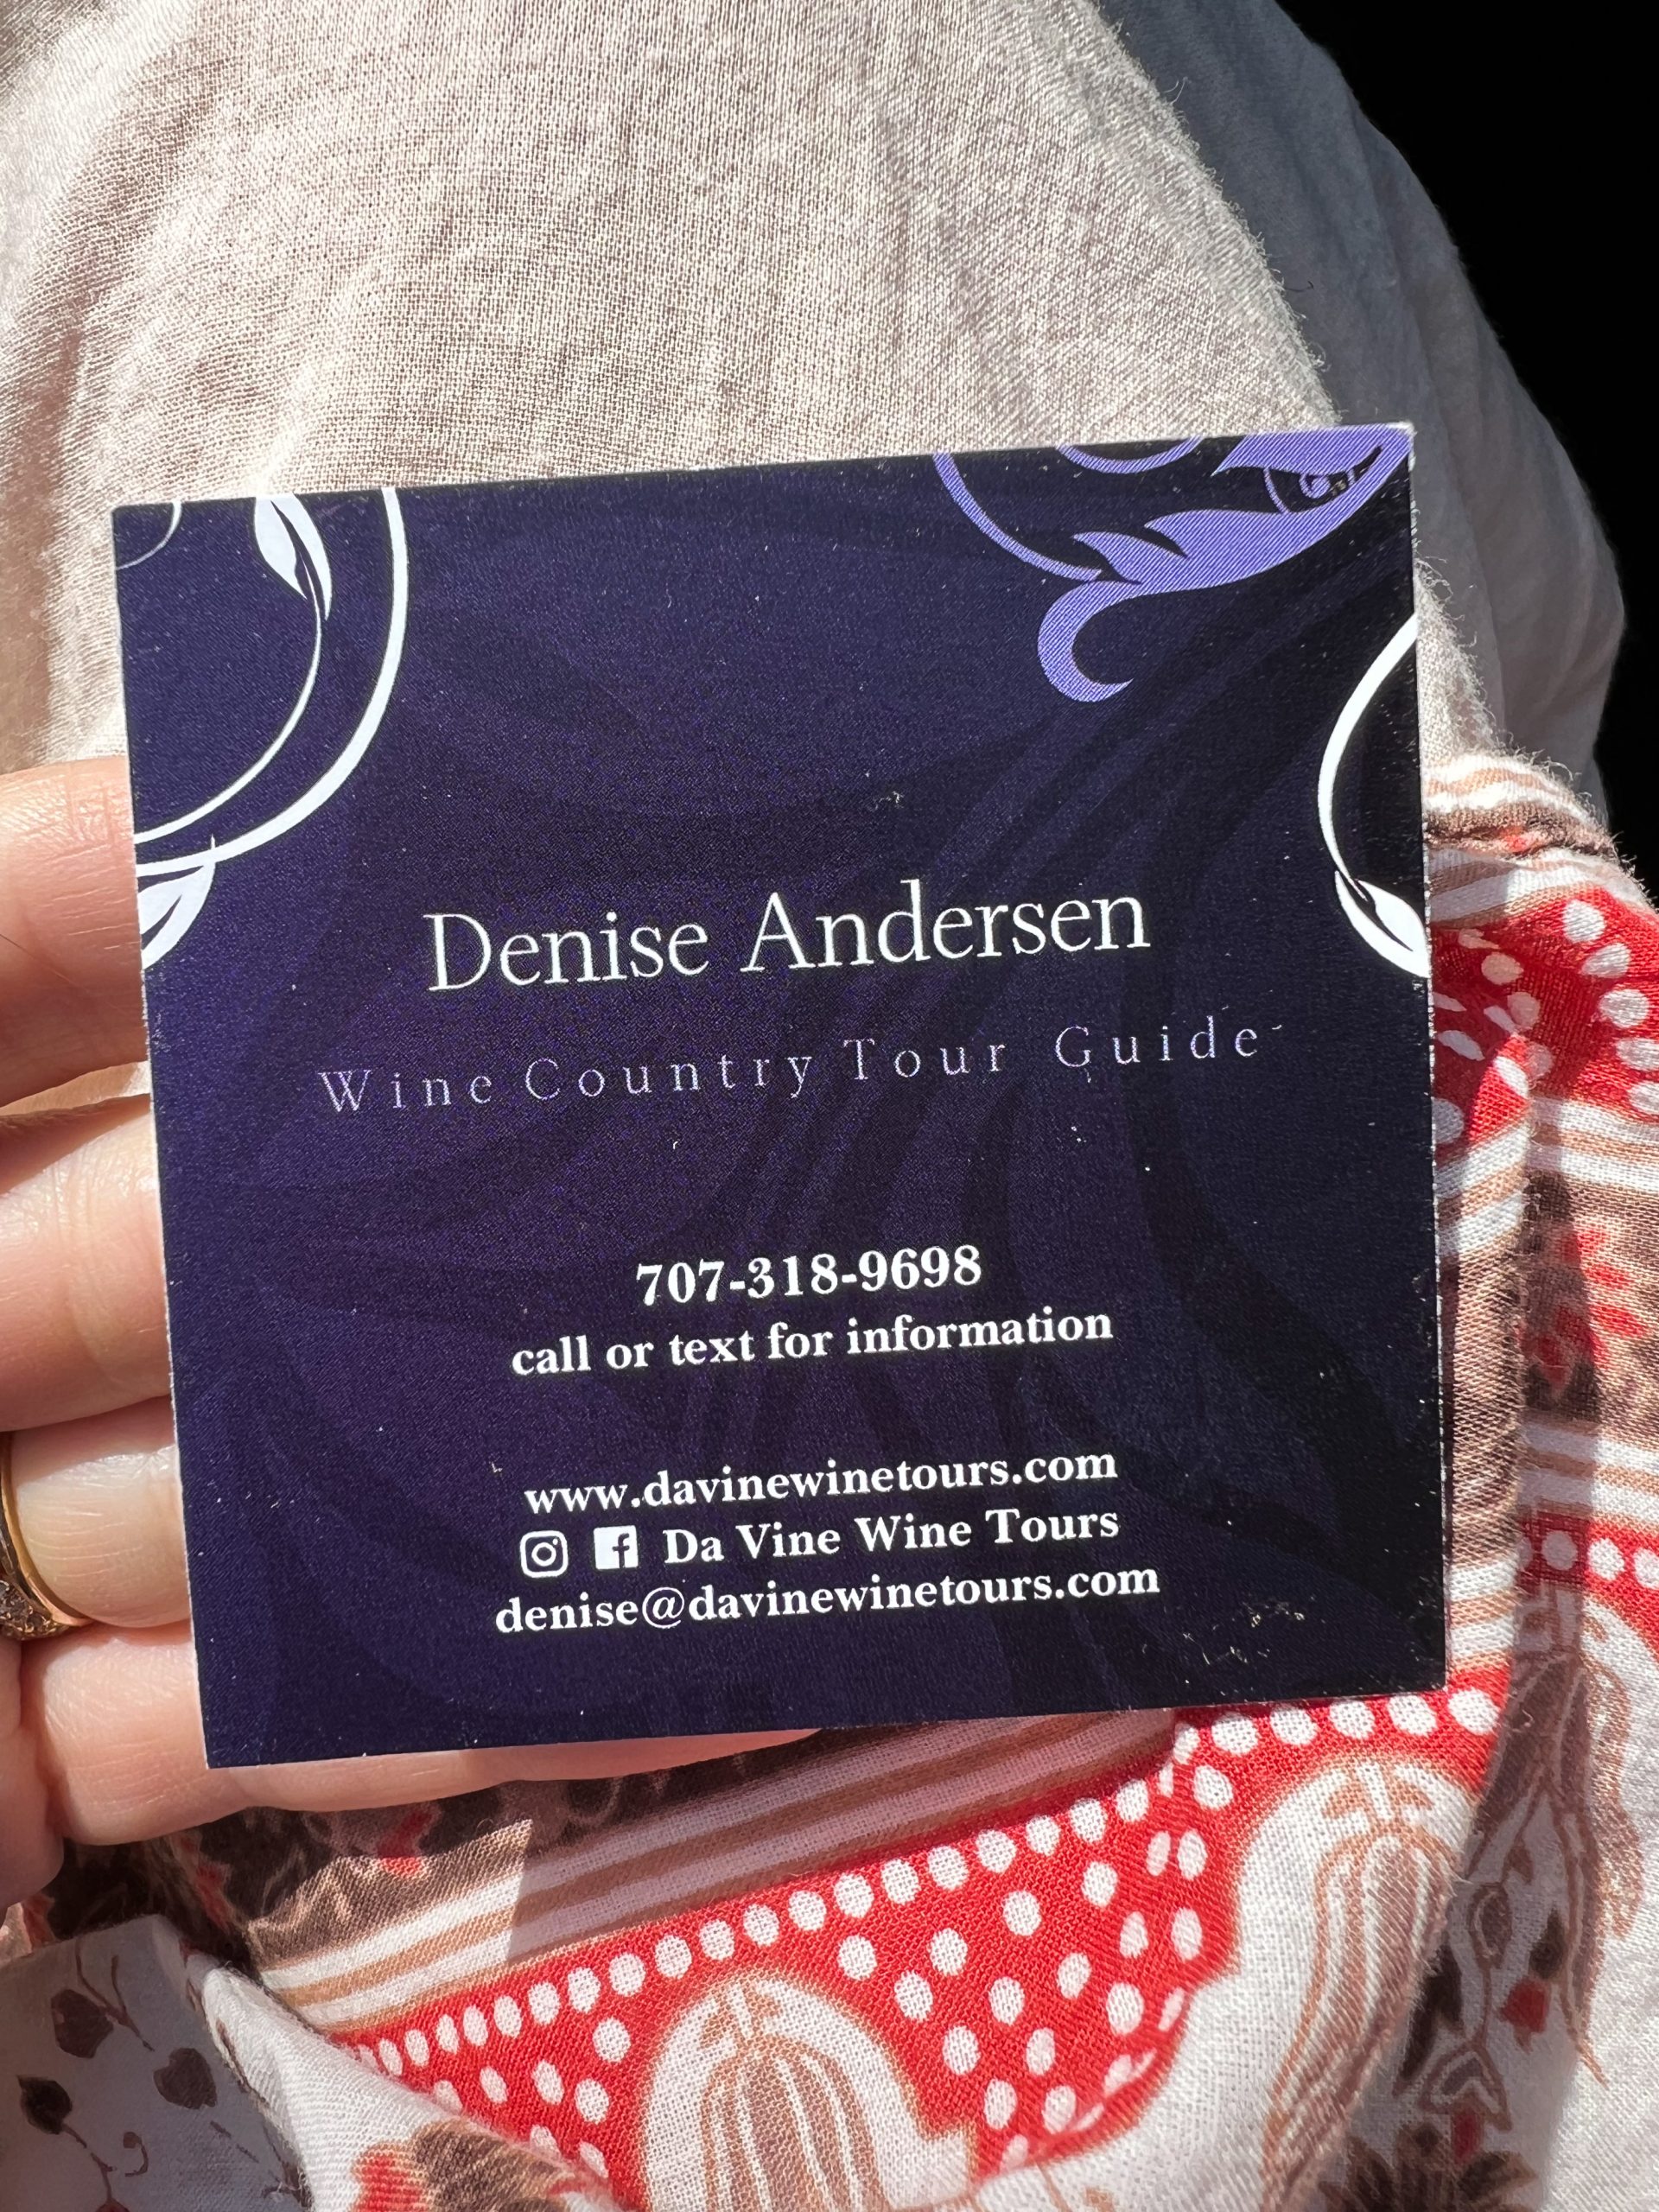 Denise Andersen
Wine Country Tour Guide
707-318-9698
call or text for information
www.davinewinetours.com
Da Vine Wine Tours
denise@davinewinetours.com